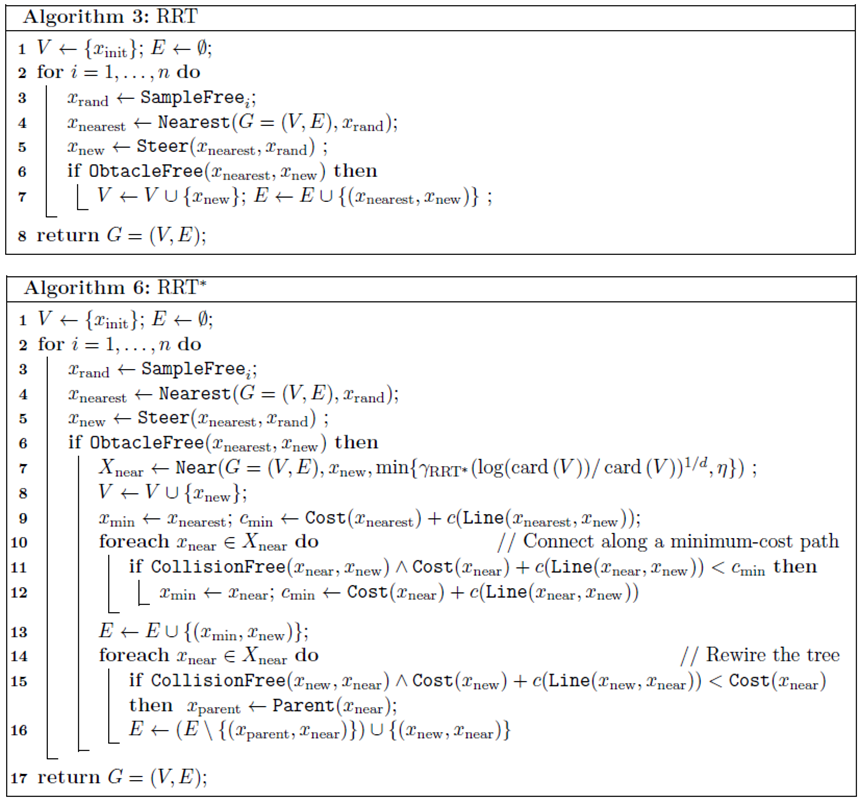 Algorithm 3: RRT
1 V ← {x_init}; E ← ∅;
2 for i = 1, . . . , n do
3 x_rand ← SampleFree_i;
4 x_nearest ← Nearest(G = (V, E), x_rand);
5 x_new ← Steer(x_nearest, x_rand) ;
6 if ObtacleFree(x_nearest, x_new) then
7 V ← V ∪ {x_new}; E ← E ∪ {(x_nearest, x_new)} ;
8 return G = (V, E);
Algorithm 6: RRT*
1 V ← {x_init}; E ← ∅;
2 for i = 1, . . . , n do
3 x_rand ← SampleFree_i;
4 x_nearest ← Nearest(G = (V, E), x_rand);
5 x_new ← Steer(x_nearest, x_rand) ;
6 if ObtacleFree(x_nearest, x_new) then
7 X_near ← Near(G = (V, E), x_new, min{γ_RRT*(log(card (V))/ card (V))^1/d, η}) ;
8 V ← V ∪ {x_new};
9 x_min ← x_nearest; c_min ← Cost(x_nearest) + c(Line(x_nearest, x_new));
10 foreach x_near ∈ X_near do // Connect along a minimum-cost path
11 if CollisionFree(x_near, x_new) ∧ Cost(x_near) + c(Line(x_near, x_new)) < c_min then
12 x_min ← x_near; c_min ← Cost(x_near) + c(Line(x_near, x_new))
13 E ← E ∪ {(x_min, x_new)};
14 foreach x_near ∈ X_near do // Rewire the tree
15 if CollisionFree(x_new, x_near) ∧ Cost(x_new) + c(Line(x_new, x_near)) < Cost(x_near)
then x_parent ← Parent(x_near);
16 E ← (E \ {(x_parent, x_near)}) ∪ {(x_new, x_near)}
17 return G = (V, E);